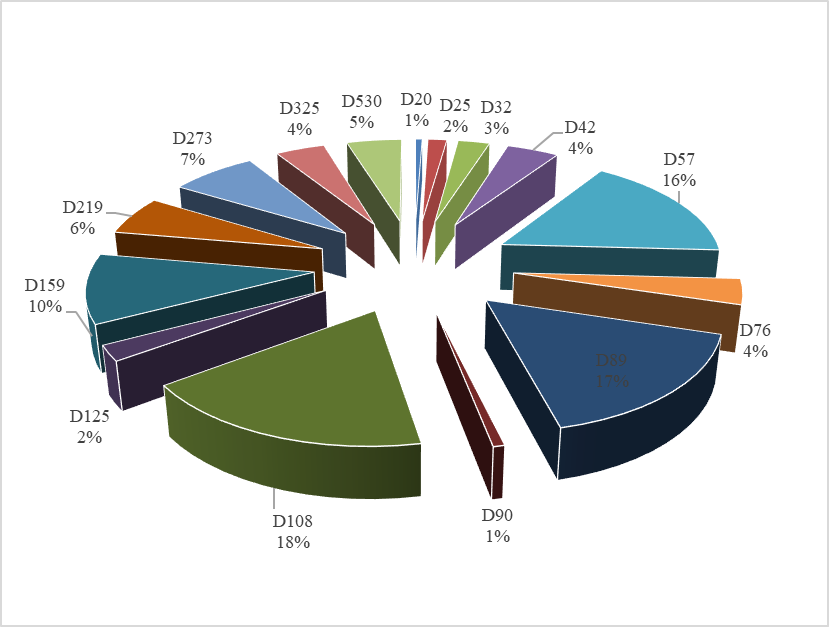 D20
1%
D25
2%
D32
3%
D42
4%
D57
16%
D76
4%
D89
17%
D90
1%
D108
18%
D125
2%
D159
10%
D219
6%
D273
7%
D325
4%
D530
5%